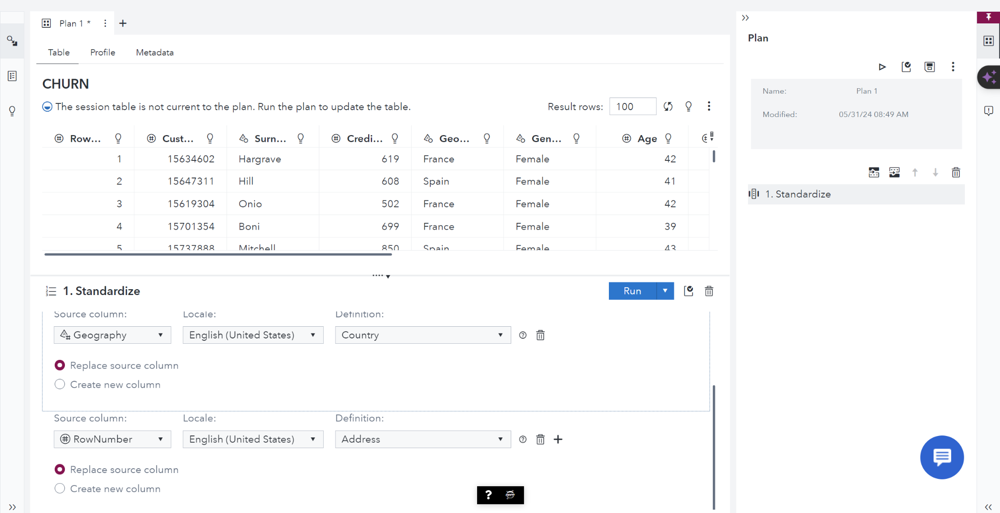 Plan 1 *
Table Profile Metadata
CHURN
The session table is not current to the plan. Run the plan to update the table. Result rows: 100
Row... Cust... Surn... Credi... Geo... Gen... Age
1 15634602 Hargrave 619 France Female 42
2 15647311 Hill 608 Spain Female 41
3 15619304 Onio 502 France Female 42
4 15701354 Boni 699 France Female 39
5 15737888 Mitchell 850 Spain Female 43
1. Standardize Run
Source column: Locale: Definition:
Geography English (United States) Country
Replace source column
Create new column
Source column: Locale: Definition:
RowNumber English (United States) Address
Replace source column
Create new column
? jupyter
Plan
Name: Plan 1
Modified: 05/31/24 08:49 AM
1. Standardize